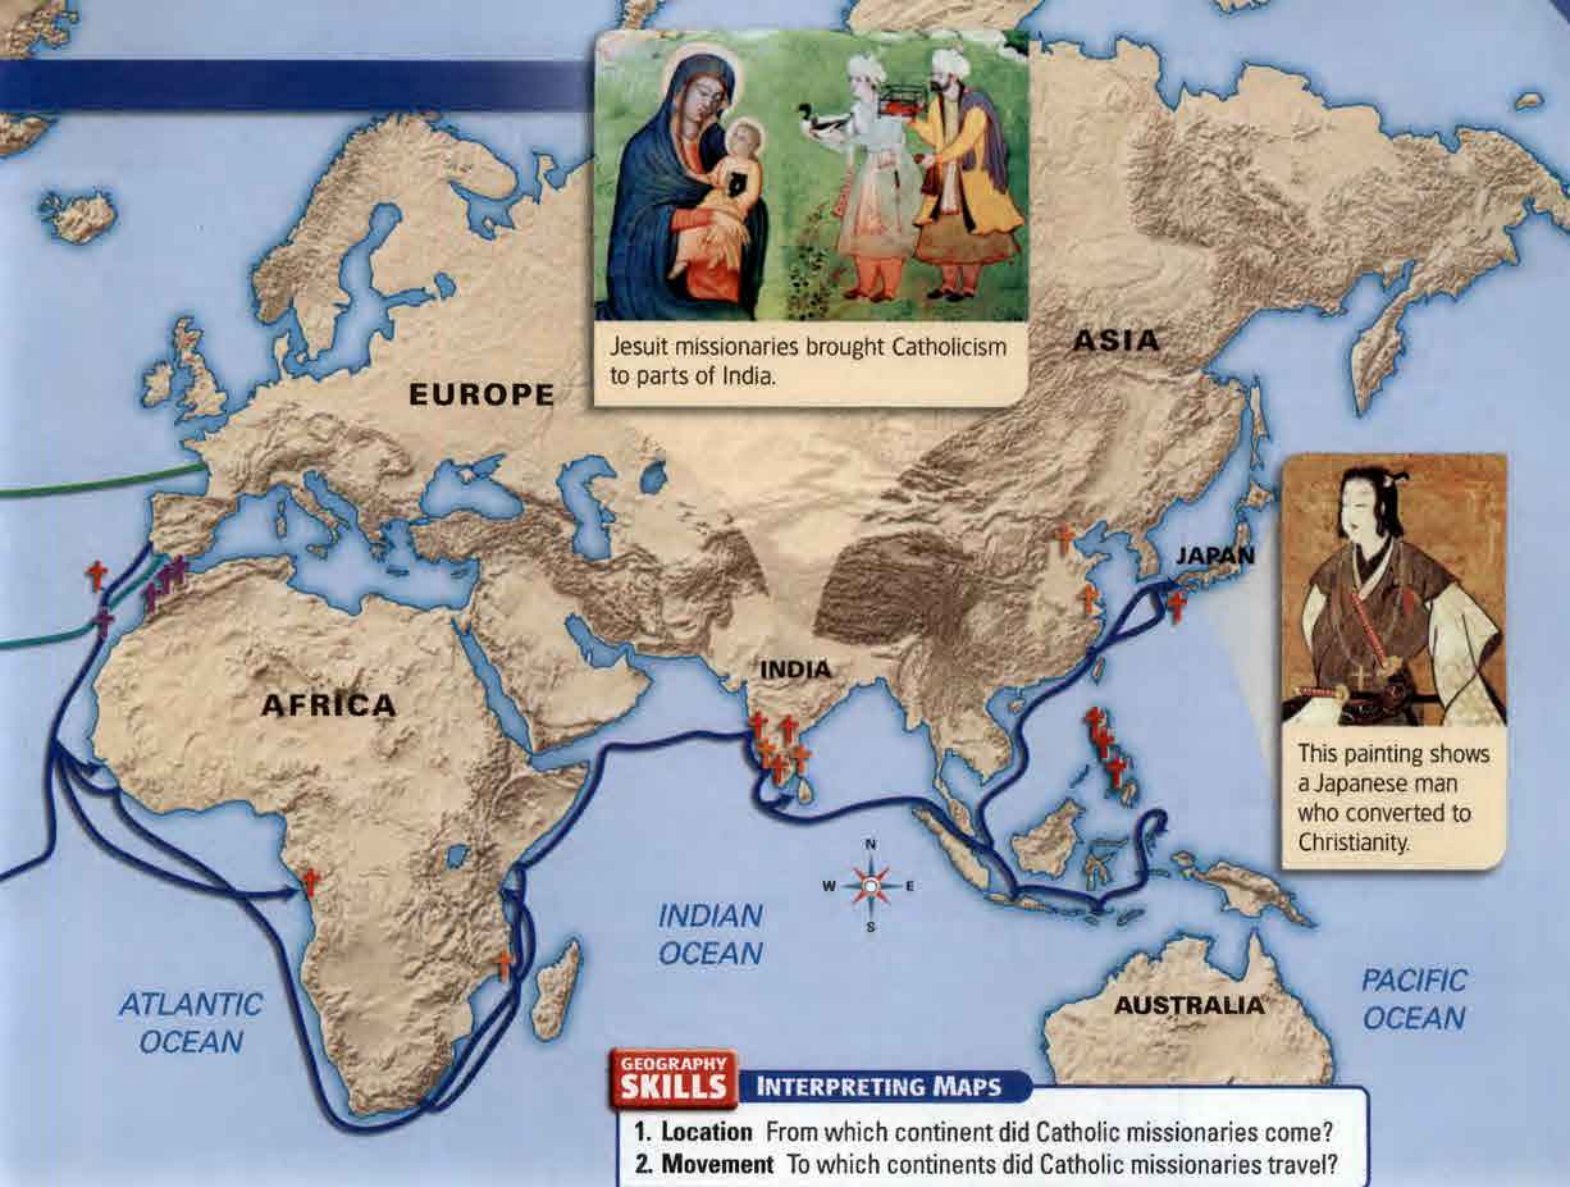 Jesuit missionaries brought Catholicism
to parts of India.
ASIA
EUROPE
JAPAN
INDIA
AFRICA
This painting shows
a Japanese man
who converted to
Christianity.
N
W E
S
INDIAN
OCEAN
ATLANTIC
OCEAN
PACIFIC
OCEAN
AUSTRALIA
GEOGRAPHY
SKILLS
INTERPRETING MAPS
1. Location From which continent did Catholic missionaries come?
2. Movement To which continents did Catholic missionaries travel?